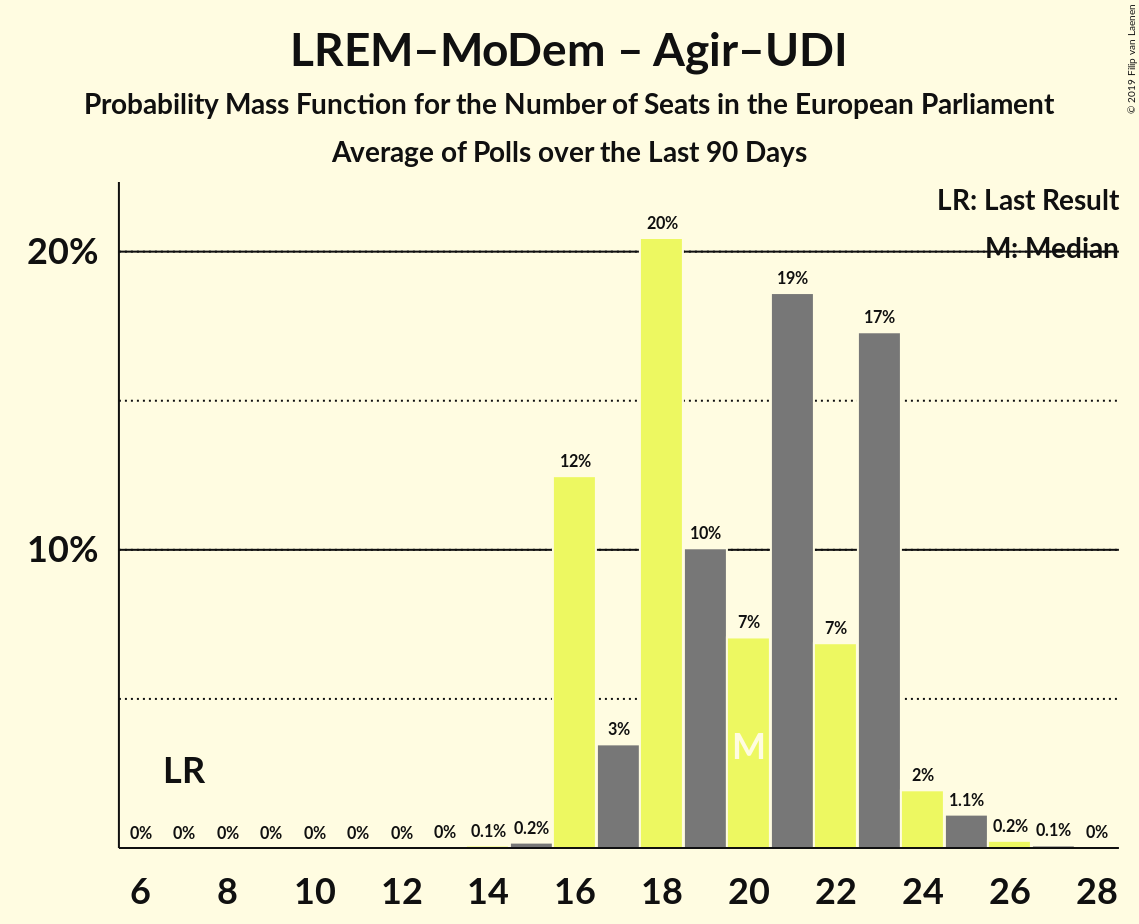 LREM–MoDem – Agir–UDI
Probability Mass Function for the Number of Seats in the European Parliament
Average of Polls over the Last 90 Days
© 2019 Filip van Laenen
LR: Last Result
M: Median
20%
10%
0% 0% 0% 0% 0% 0% 0% 0% 0.1% 0.2% 12% 3% 20% 10% 7% 19% 7% 17% 2% 1.1% 0.2% 0.1% 0%
LR
M
6 8 10 12 14 16 18 20 22 24 26 28